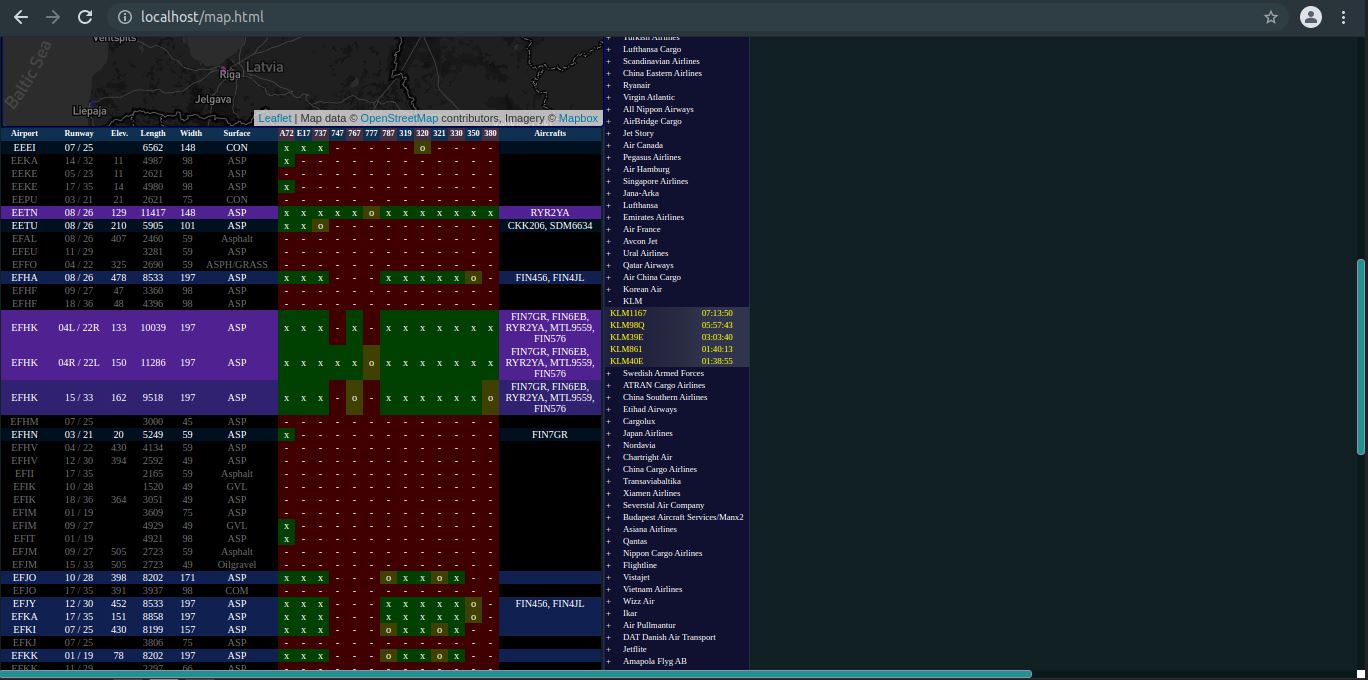 localhost/map.html
Ventspils
Baltic Sea
Riga
Latvia
Jelgava
Liepaja
Leaflet | Map data © OpenStreetMap contributors, Imagery © Mapbox
Airport Runway Elev. Length Width Surface A72 E17 737 747 767 777 787 319 320 321 330 350 380 Aircrafts
EEEI 07 / 25 6562 148 CON x x x - - - - - o - - - -
EEKA 14 / 32 11 4987 98 ASP x - - - - - - - - - - - -
EEKE 05 / 23 11 2621 98 ASP - - - - - - - - - - - - -
EEKE 17 / 35 14 4980 98 ASP x - - - - - - - - - - - -
EEPU 03 / 21 21 2621 75 CON - - - - - - - - - - - - -
EETN 08 / 26 129 11417 148 ASP x x x x x o x x x x x x x RYR2YA
EETU 08 / 26 210 5905 101 ASP x x o - - - - - - - - - - CKK206, SDM6634
EFAL 08 / 26 407 2460 59 Asphalt - - - - - - - - - - - - -
EFEU 11 / 29 3281 59 ASP - - - - - - - - - - - - -
EFFO 04 / 22 325 2690 59 ASPH/GRASS - - - - - - - - - - - - -
EFHA 08 / 26 478 8533 197 ASP x x x - - - x x x x x o - FIN456, FIN4JL
EFHF 09 / 27 47 3360 98 ASP - - - - - - - - - - - - -
EFHF 18 / 36 48 4396 98 ASP - - - - - - - - - - - - -
EFHK 04L / 22R 133 10039 197 ASP x x x - x - x x x x x x x FIN7GR, FIN6EB, RYR2YA, MTL9559, FIN576
EFHK 04R / 22L 150 11286 197 ASP x x x x x o x x x x x x x FIN7GR, FIN6EB, RYR2YA, MTL9559, FIN576
EFHK 15 / 33 162 9518 197 ASP x x x - o - x x x x x x o FIN7GR, FIN6EB, RYR2YA, MTL9559, FIN576
EFHM 07 / 25 3000 45 ASP - - - - - - - - - - - - -
EFHN 03 / 21 20 5249 59 ASP x - - - - - - - - - - - - FIN7GR
EFHV 04 / 22 430 4134 59 ASP - - - - - - - - - - - - -
EFHV 12 / 30 394 2592 49 ASP - - - - - - - - - - - - -
EFII 17 / 35 2165 59 Asphalt - - - - - - - - - - - - -
EFIK 10 / 28 1520 49 GVL - - - - - - - - - - - - -
EFIK 18 / 36 364 3051 49 ASP - - - - - - - - - - - - -
EFIM 01 / 19 3609 75 ASP - - - - - - - - - - - - -
EFIM 09 / 27 4929 49 GVL x - - - - - - - - - - - -
EFIT 01 / 19 4921 98 ASP x - - - - - - - - - - - -
EFJM 09 / 27 505 2723 59 Asphalt - - - - - - - - - - - - -
EFJM 15 / 33 505 2723 49 Oilgravel - - - - - - - - - - - - -
EFJO 10 / 28 398 8202 171 ASP x x x - - - o x x o x - -
EFJO 17 / 35 391 3937 98 COM - - - - - - - - - - - - -
EFJY 12 / 30 452 8533 197 ASP x x x - - - x x x x x o - FIN456, FIN4JL
EFKA 17 / 35 151 8858 197 ASP x x x - - - x x x x x o -
EFKI 07 / 25 430 8199 157 ASP x x x - - - o x x o x - -
EFKJ 07 / 25 3806 75 ASP - - - - - - - - - - - - -
EFKK 01 / 19 78 8202 197 ASP x x x - - - o x x o x - -
EFKK 11 / 29 2297 66 ASP - - - - - - - - - - - - -
+ Turkish Airlines
+ Lufthansa Cargo
+ Scandinavian Airlines
+ China Eastern Airlines
+ Ryanair
+ Virgin Atlantic
+ All Nippon Airways
+ AirBridge Cargo
+ Jet Story
+ Air Canada
+ Pegasus Airlines
+ Air Hamburg
+ Singapore Airlines
+ Jana-Arka
+ Lufthansa
+ Emirates Airlines
+ Air France
+ Avcon Jet
+ Ural Airlines
+ Qatar Airways
+ Air China Cargo
+ Korean Air
- KLM
KLM1167 07:13:50
KLM98Q 05:57:43
KLM39E 03:03:40
KLM861 01:40:13
KLM40E 01:38:55
+ Swedish Armed Forces
+ ATRAN Cargo Airlines
+ China Southern Airlines
+ Etihad Airways
+ Cargolux
+ Japan Airlines
+ Nordavia
+ Chartright Air
+ China Cargo Airlines
+ Transaviabaltika
+ Xiamen Airlines
+ Severstal Air Company
+ Budapest Aircraft Services/Manx2
+ Asiana Airlines
+ Qantas
+ Nippon Cargo Airlines
+ Flightline
+ Vistajet
+ Vietnam Airlines
+ Wizz Air
+ Ikar
+ Air Pullmantur
+ DAT Danish Air Transport
+ Jetflite
+ Amapola Flyg AB